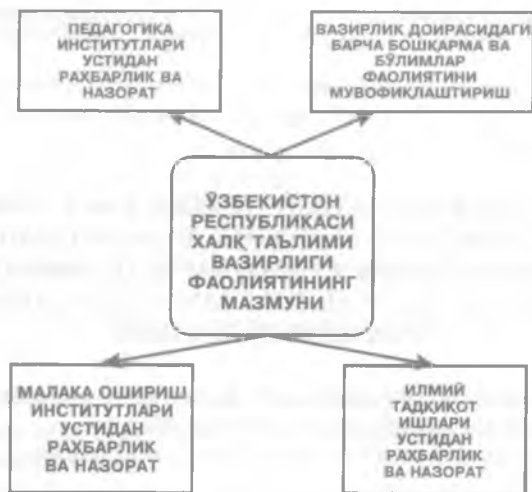 ПЕДАГОГИКА
ИНСТИТУТЛАРИ
УСТИДАН
РАҲБАРЛИК ВА
НАЗОРАТ
ВАЗИРЛИК ДОИРАСИДАГИ
БАРЧА БОШҚАРМА ВА
БЎЛИМЛАР
ФАОЛИЯТИНИ
МУВОФИҚЛАШТИРИШ
ЎЗБЕКИСТОН
РЕСПУБЛИКАСИ
ХАЛҚ ТАЪЛИМИ
ВАЗИРЛИГИ
ФАОЛИЯТИНИНГ
МАЗМУНИ
МАЛАКА ОШИРИШ
ИНСТИТУТЛАРИ
УСТИДАН
РАҲБАРЛИК
ВА НАЗОРАТ
ИЛМИЙ
ТАДҚИҚОТ
ИШЛАРИ
УСТИДАН
РАҲБАРЛИК
ВА НАЗОРАТ